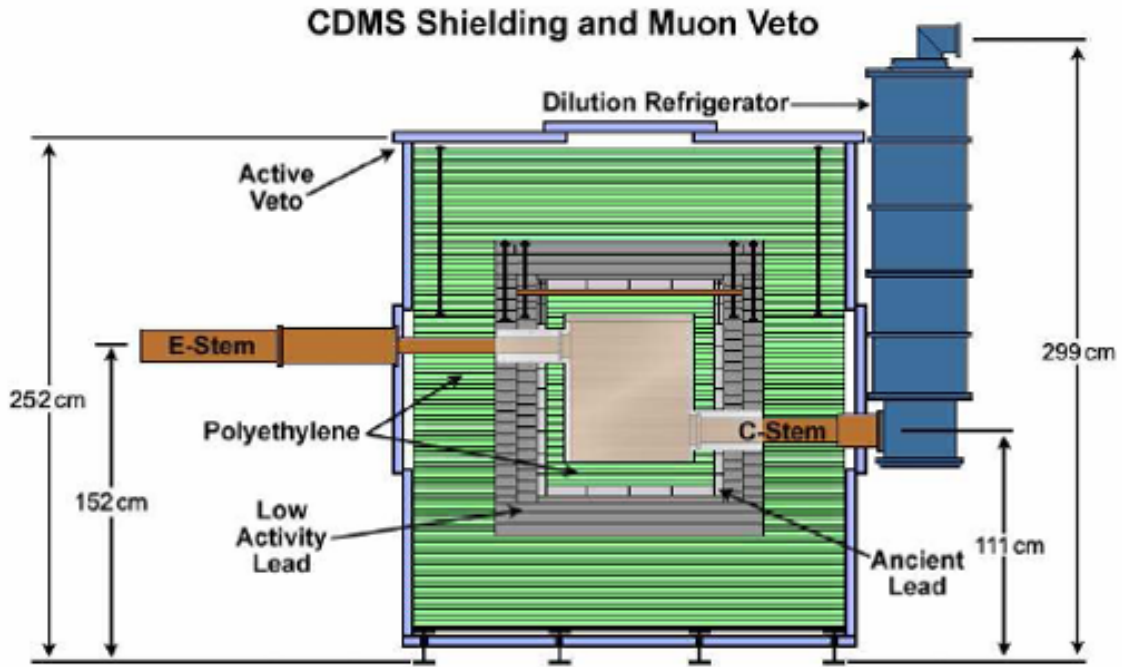 CDMS Shielding and Muon Veto
Dilution Refrigerator
Active
Veto
E-Stem
299 cm
252 cm
Polyethylene
C-Stem
152 cm
Low
Activity
Lead
111 cm
Ancient
Lead